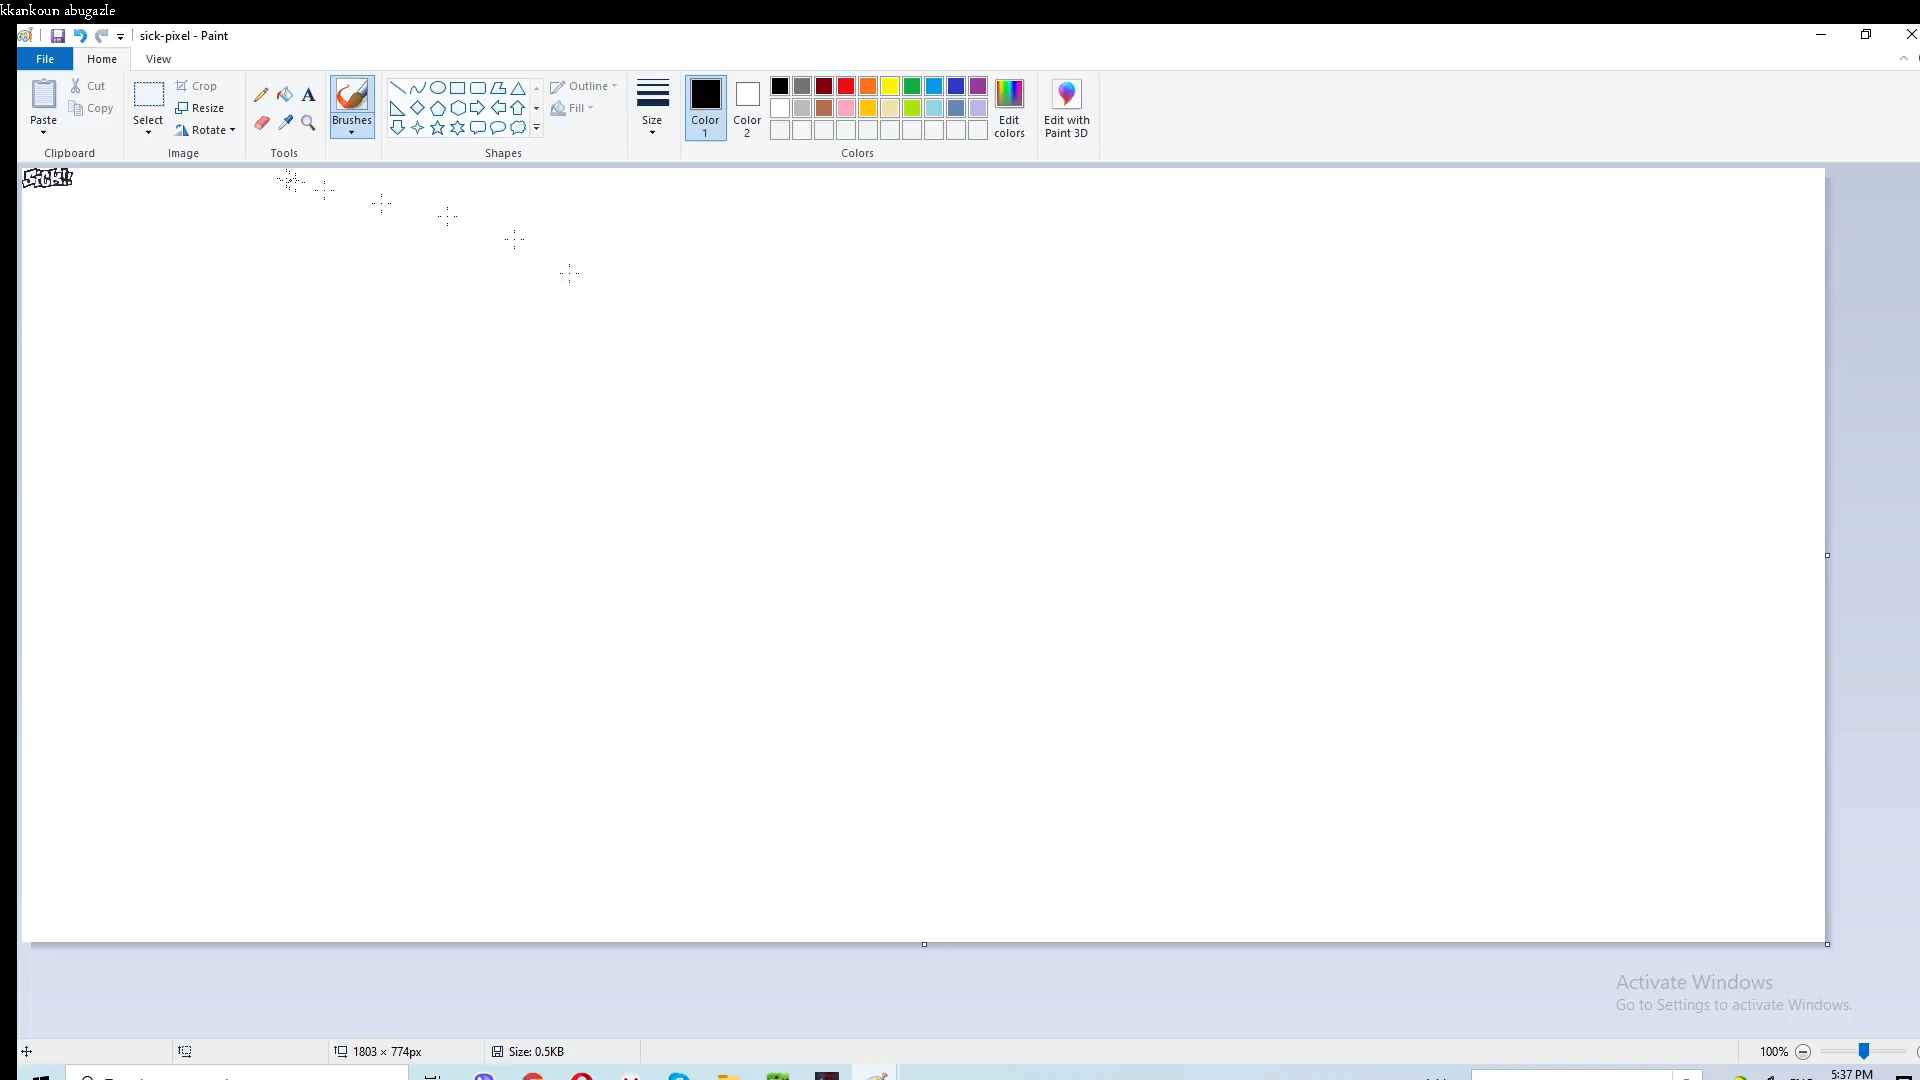 kkankoun abugazle
sick-pixel - Paint
File Home View
Paste
Cut
Copy
Clipboard
Select
Crop
Resize
Rotate
Image
Tools
Brushes
Shapes
Outline
Fill
Size
Color 1
Color 2
Colors
Edit colors
Edit with Paint 3D
SiCK!!
Activate Windows
Go to Settings to activate Windows.
1803 × 774px
Size: 0.5KB
100%
5:37 PM